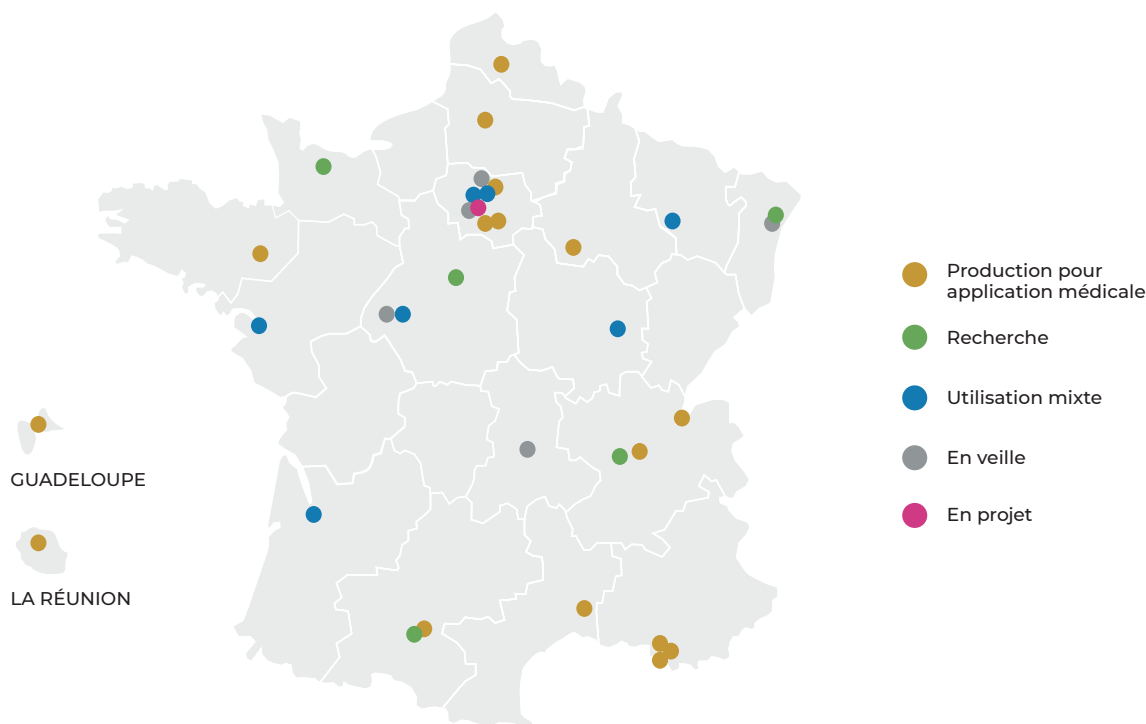 GUADELOUPE
LA RÉUNION
Production pour
application médicale
Recherche
Utilisation mixte
En veille
En projet